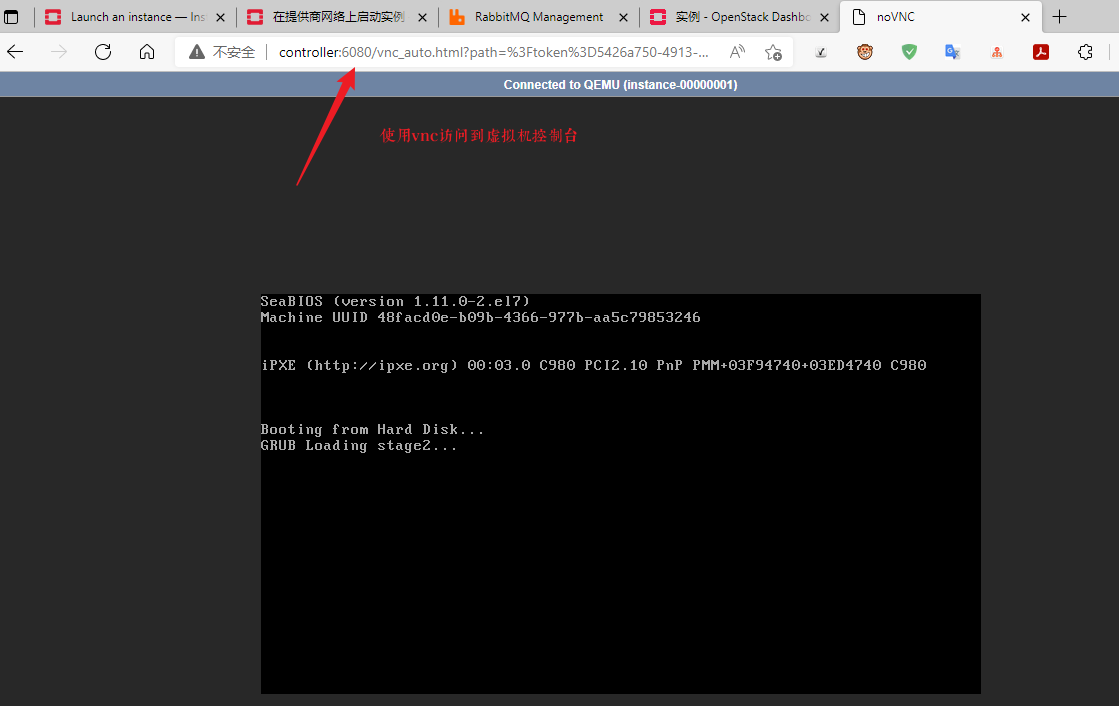 Launch an instance — Ins
在提供商网络上启动实例
RabbitMQ Management
实例 - OpenStack Dashbo
noVNC
不安全
controller:6080/vnc_auto.html?path=%3Ftoken%3D5426a750-4913-...
Connected to QEMU (instance-00000001)
使用vnc访问到虚拟机控制台
SeaBIOS (version 1.11.0-2.el7)
Machine UUID 48facd0e-b09b-4366-977b-aa5c79853246
iPXE (http://ipxe.org) 00:03.0 C980 PCI2.10 PnP PMM+03F94740+03ED4740 C980
Booting from Hard Disk...
GRUB Loading stage2...